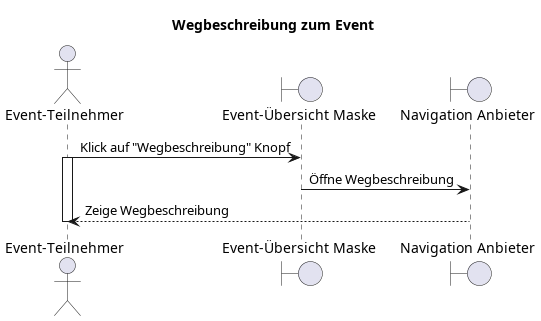 Wegbeschreibung zum Event
Event-Teilnehmer
Event-Übersicht Maske
Navigation Anbieter
Klick auf "Wegbeschreibung" Knopf
Öffne Wegbeschreibung
Zeige Wegbeschreibung
Event-Teilnehmer
Event-Übersicht Maske
Navigation Anbieter